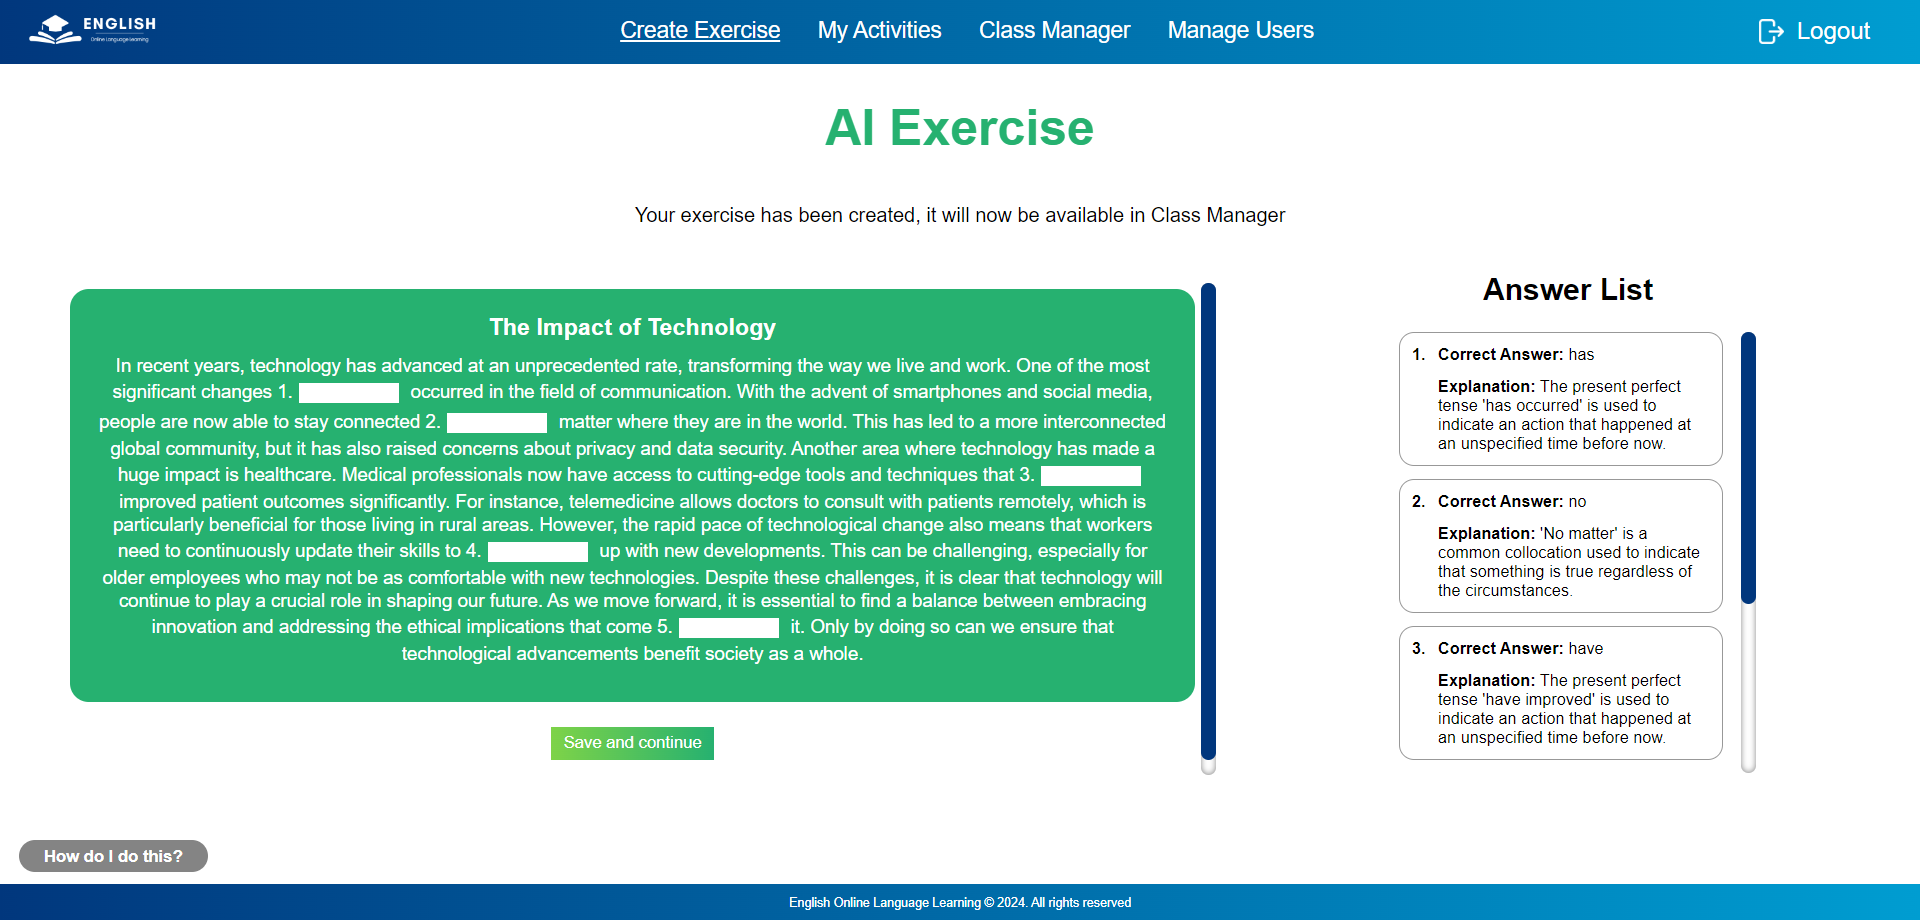 ENGLISH
Online Language learning
Create Exercise
My Activities
Class Manager
Manage Users
Logout
AI Exercise
Your exercise has been created, it will now be available in Class Manager
The Impact of Technology
In recent years, technology has advanced at an unprecedented rate, transforming the way we live and work. One of the most
significant changes 1. occurred in the field of communication. With the advent of smartphones and social media,
people are now able to stay connected 2. matter where they are in the world. This has led to a more interconnected
global community, but it has also raised concerns about privacy and data security. Another area where technology has made a
huge impact is healthcare. Medical professionals now have access to cutting-edge tools and techniques that 3.
improved patient outcomes significantly. For instance, telemedicine allows doctors to consult with patients remotely, which is
particularly beneficial for those living in rural areas. However, the rapid pace of technological change also means that workers
need to continuously update their skills to 4. up with new developments. This can be challenging, especially for
older employees who may not be as comfortable with new technologies. Despite these challenges, it is clear that technology will
continue to play a crucial role in shaping our future. As we move forward, it is essential to find a balance between embracing
innovation and addressing the ethical implications that come 5. it. Only by doing so can we ensure that
technological advancements benefit society as a whole.
Save and continue
Answer List
1. Correct Answer: has
Explanation: The present perfect
tense 'has occurred' is used to
indicate an action that happened at
an unspecified time before now.
2. Correct Answer: no
Explanation: 'No matter' is a
common collocation used to indicate
that something is true regardless of
the circumstances.
3. Correct Answer: have
Explanation: The present perfect
tense 'have improved' is used to
indicate an action that happened at
an unspecified time before now.
How do I do this?
English Online Language Learning © 2024. All rights reserved